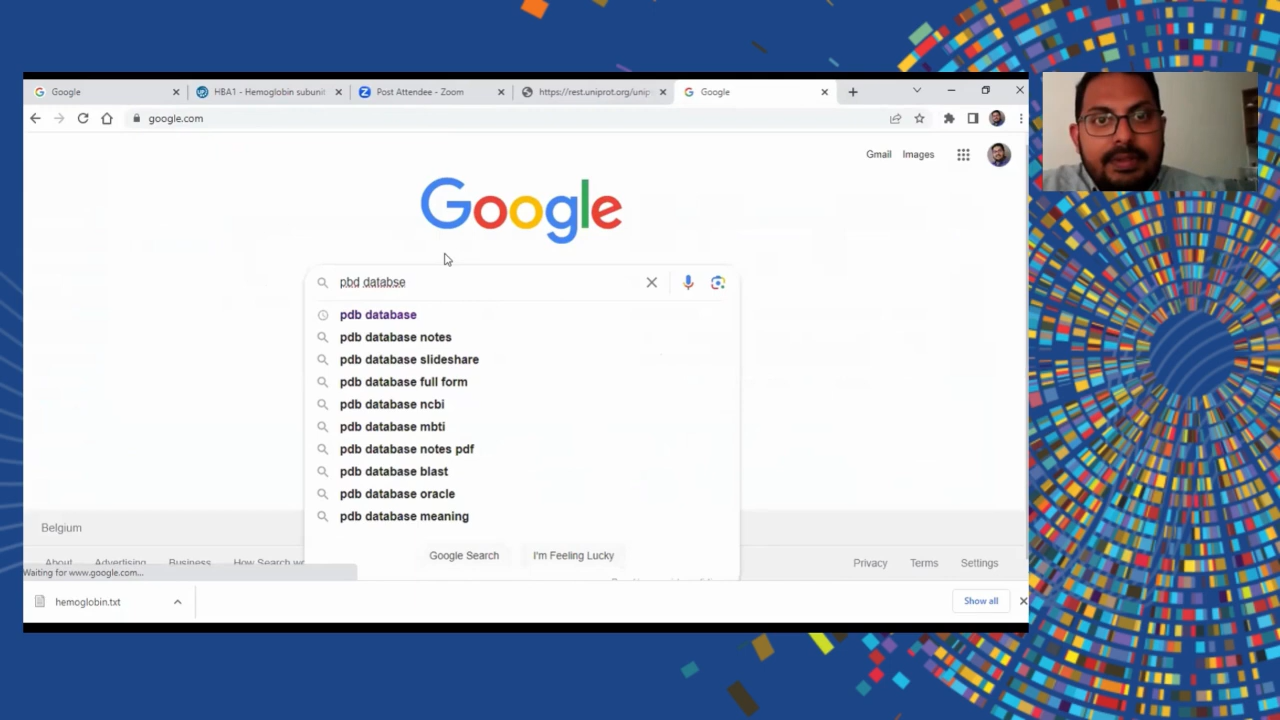 Google
HBA1 - Hemoglobin subunit
Post Attendee - Zoom
https://rest.uniprot.org/unip
Google
google.com
Gmail
Images
Google
pbd databse
pdb database
pdb database notes
pdb database slideshare
pdb database full form
pdb database ncbi
pdb database mbti
pdb database notes pdf
pdb database blast
pdb database oracle
pdb database meaning
Google Search
I'm Feeling Lucky
Belgium
About
Advertising
Business
How Search wo
Privacy
Terms
Settings
Waiting for www.google.com...
hemoglobin.txt
Show all